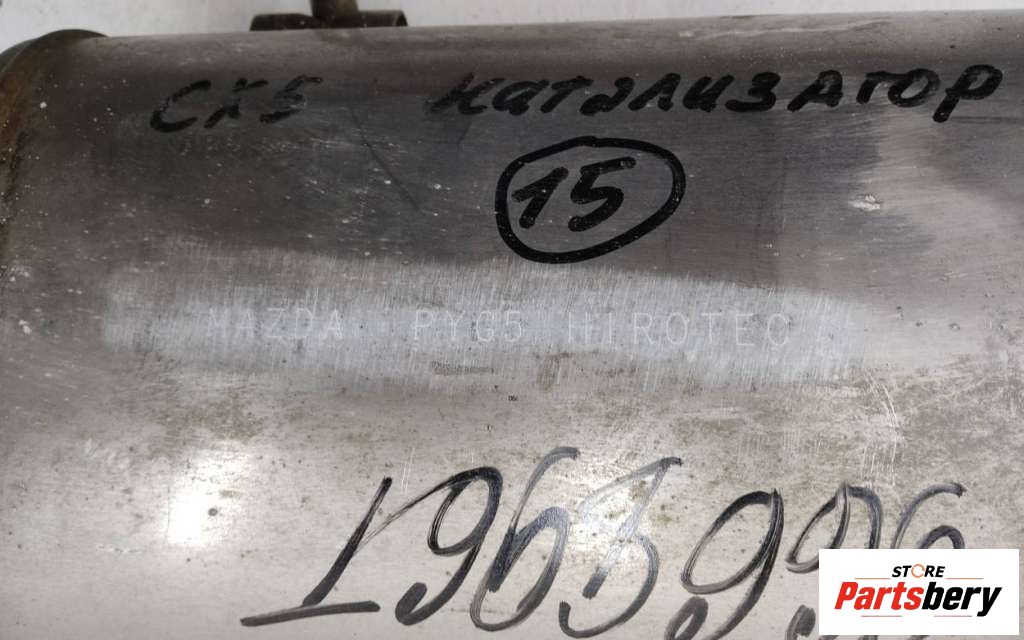 CX5 катализатор
15
MAZDA PYG5 HIROTEC
STORE
Partsbery